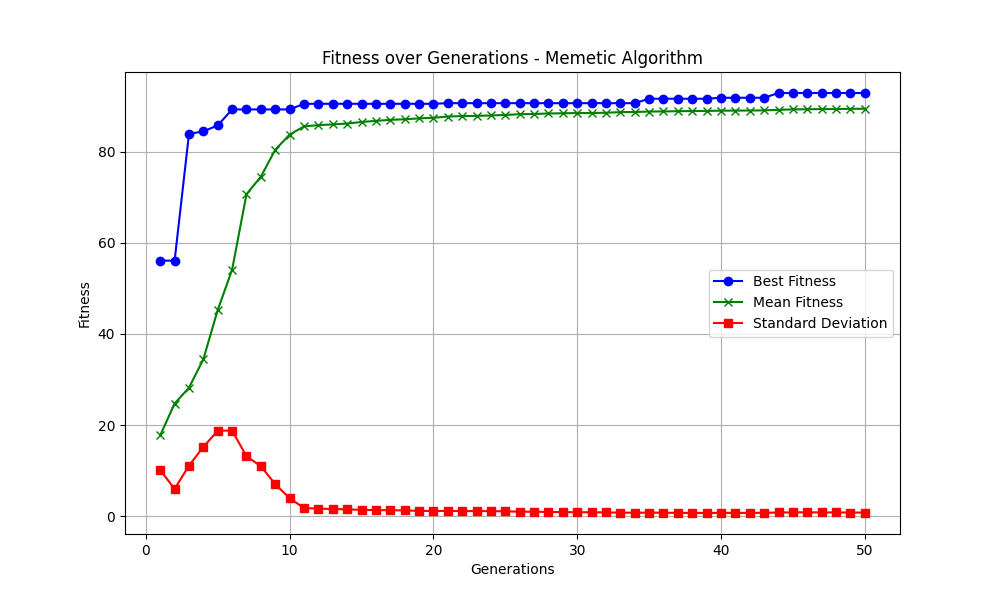 Fitness over Generations - Memetic Algorithm
80
60
40
20
0
Fitness
Best Fitness
Mean Fitness
Standard Deviation
0 10 20 30 40 50
Generations